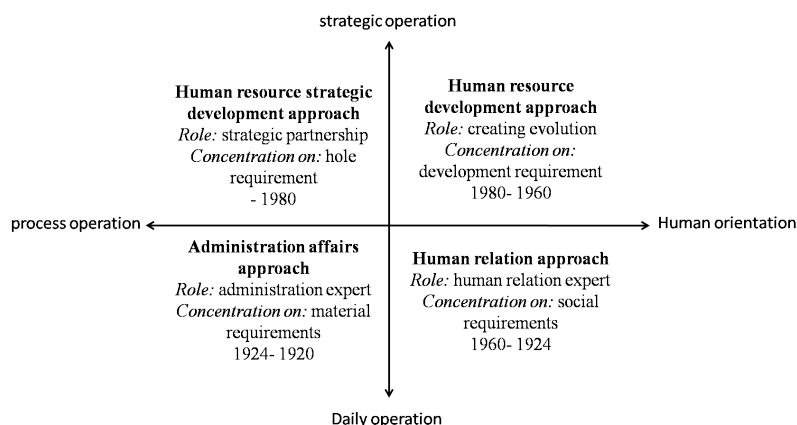 strategic operation
Human resource strategic
development approach
Role: strategic partnership
Concentration on: hole
requirement
- 1980
Human resource
development approach
Role: creating evolution
Concentration on:
development requirement
1980- 1960
process operation
Human orientation
Administration affairs
approach
Role: administration expert
Concentration on: material
requirements
1924- 1920
Human relation approach
Role: human relation expert
Concentration on: social
requirements
1960- 1924
Daily operation